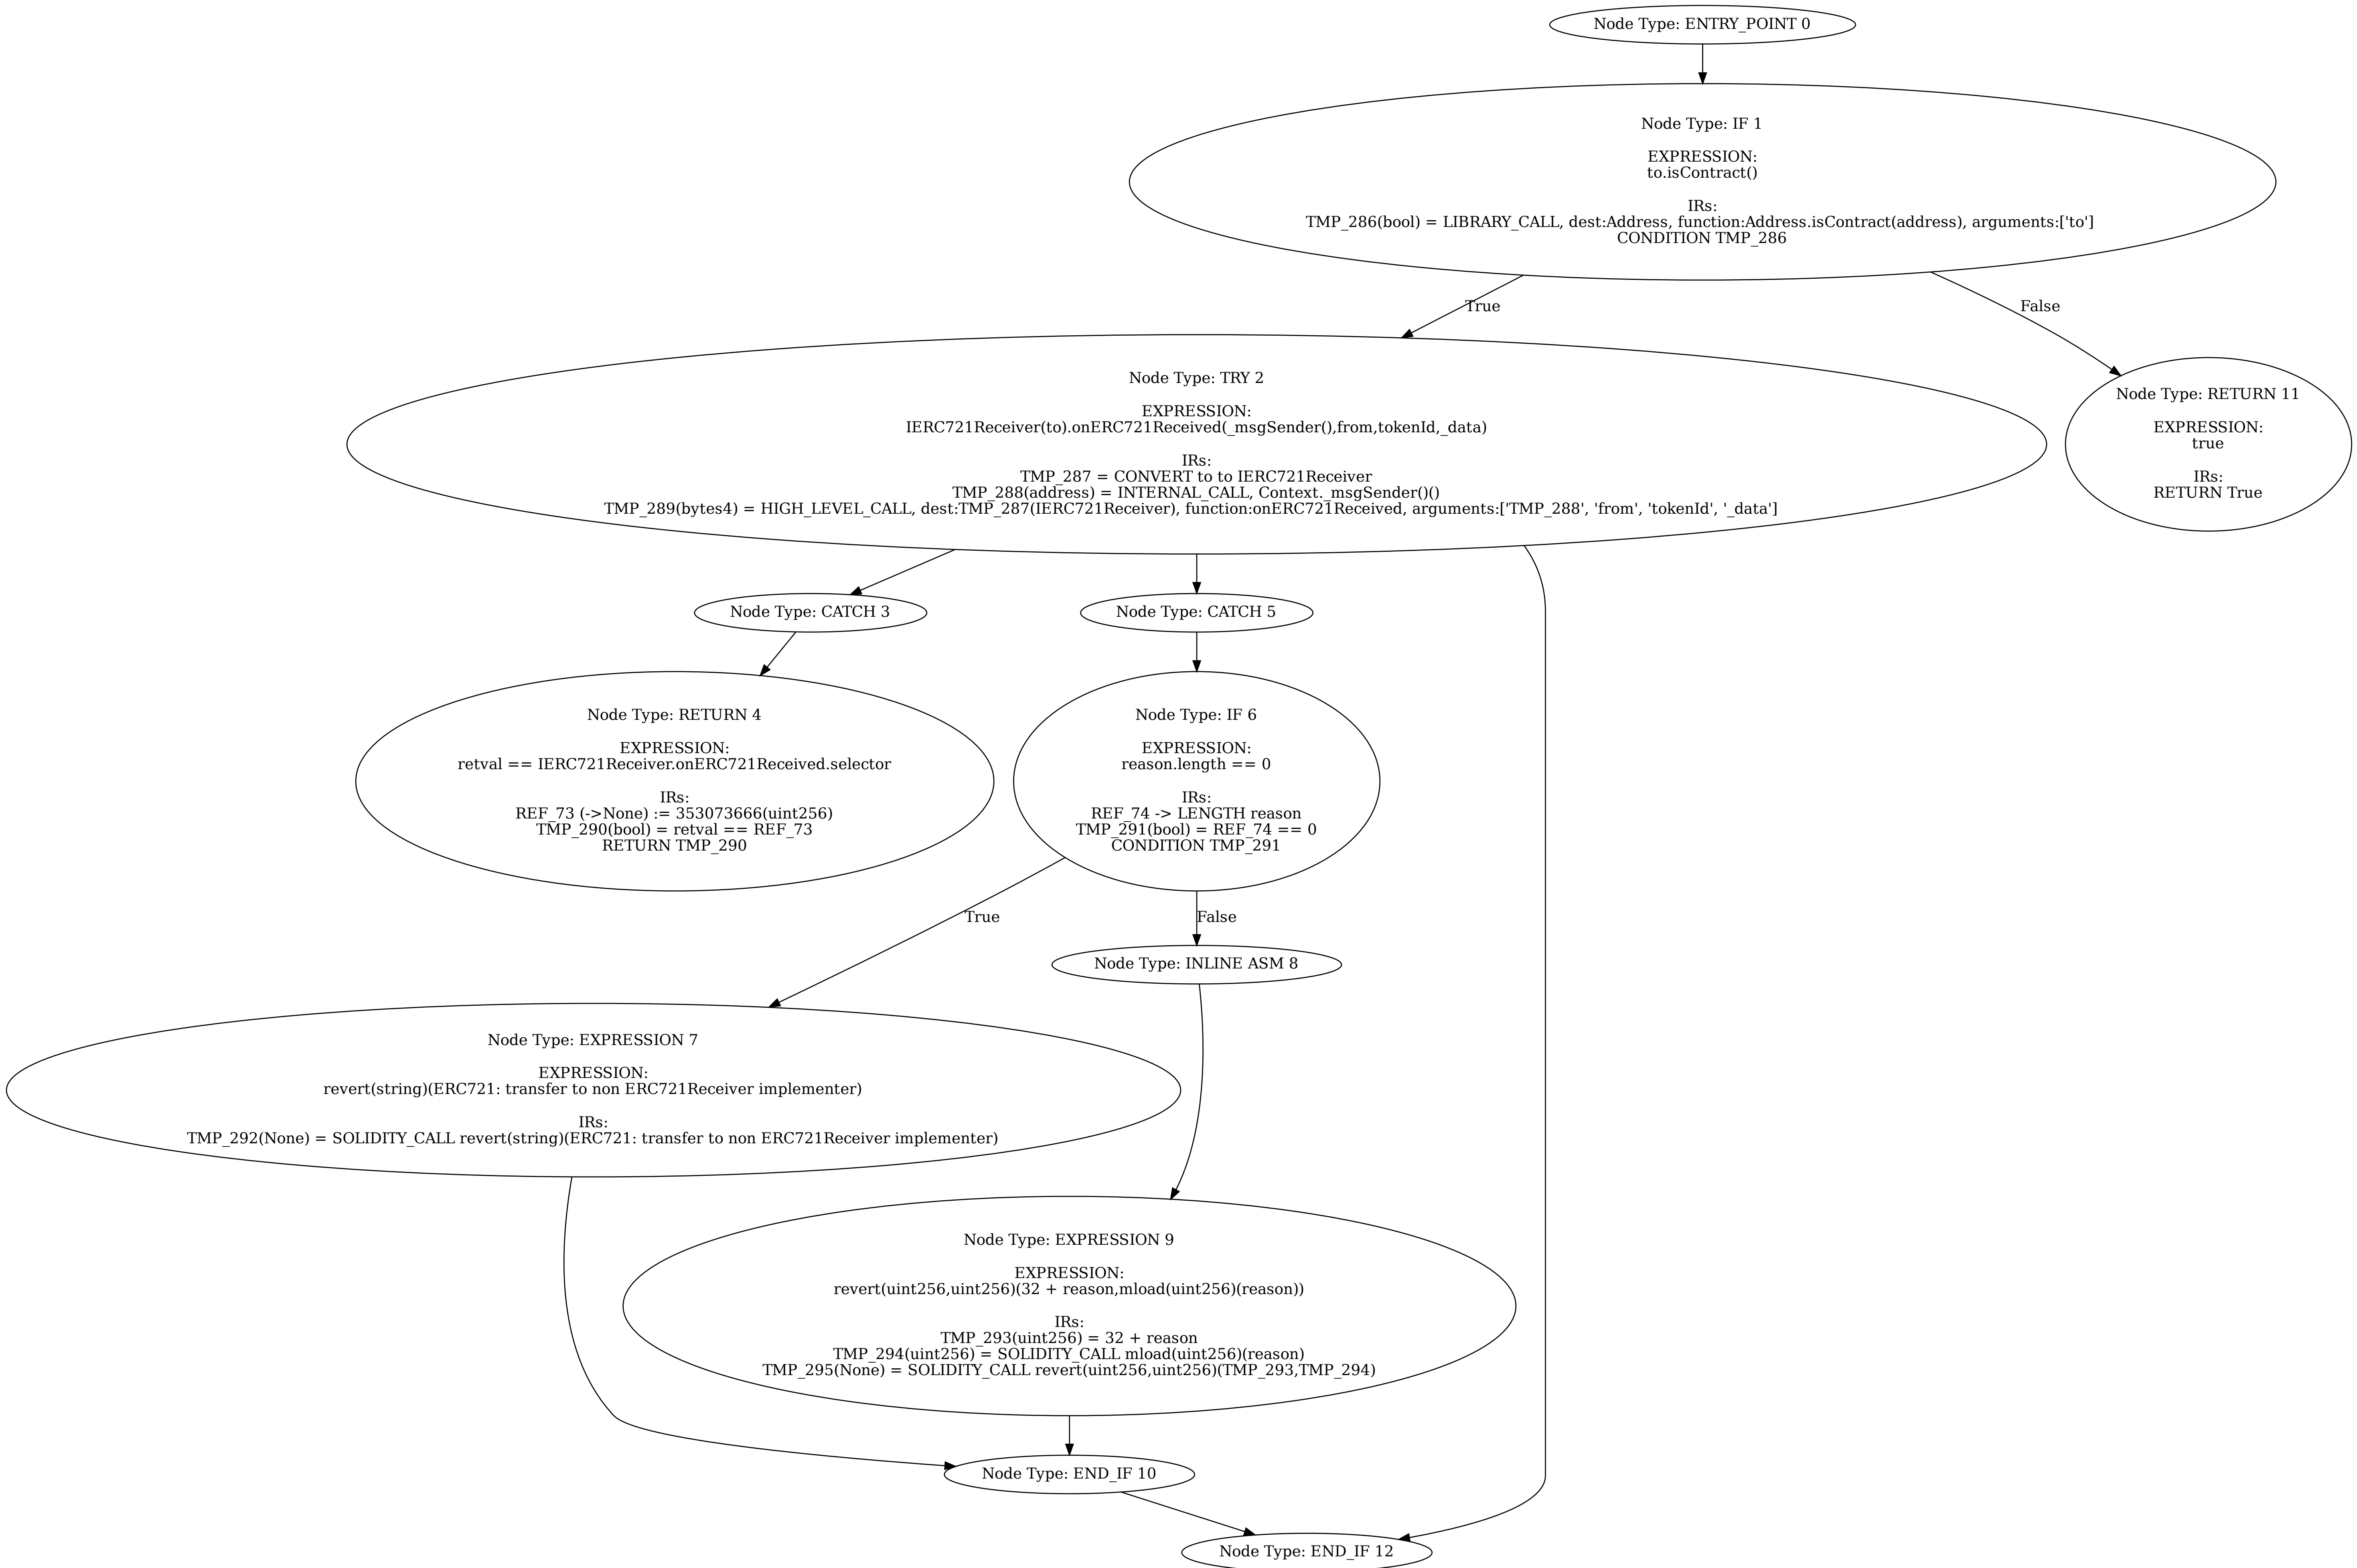 Node Type: ENTRY_POINT 0
Node Type: IF 1
EXPRESSION:
to.isContract()
IRs:
TMP_286(bool) = LIBRARY_CALL, dest:Address, function:Address.isContract(address), arguments:['to']
CONDITION TMP_286
True
False
Node Type: TRY 2
EXPRESSION:
IERC721Receiver(to).onERC721Received(_msgSender(),from,tokenId,_data)
IRs:
TMP_287 = CONVERT to to IERC721Receiver
TMP_288(address) = INTERNAL_CALL, Context._msgSender()()
TMP_289(bytes4) = HIGH_LEVEL_CALL, dest:TMP_287(IERC721Receiver), function:onERC721Received, arguments:['TMP_288', 'from', 'tokenId', '_data']
Node Type: RETURN 11
EXPRESSION:
true
IRs:
RETURN True
Node Type: CATCH 3
Node Type: CATCH 5
Node Type: RETURN 4
EXPRESSION:
retval == IERC721Receiver.onERC721Received.selector
IRs:
REF_73 (->None) := 353073666(uint256)
TMP_290(bool) = retval == REF_73
RETURN TMP_290
Node Type: IF 6
EXPRESSION:
reason.length == 0
IRs:
REF_74 -> LENGTH reason
TMP_291(bool) = REF_74 == 0
CONDITION TMP_291
True
False
Node Type: INLINE ASM 8
Node Type: EXPRESSION 7
EXPRESSION:
revert(string)(ERC721: transfer to non ERC721Receiver implementer)
IRs:
TMP_292(None) = SOLIDITY_CALL revert(string)(ERC721: transfer to non ERC721Receiver implementer)
Node Type: EXPRESSION 9
EXPRESSION:
revert(uint256,uint256)(32 + reason,mload(uint256)(reason))
IRs:
TMP_293(uint256) = 32 + reason
TMP_294(uint256) = SOLIDITY_CALL mload(uint256)(reason)
TMP_295(None) = SOLIDITY_CALL revert(uint256,uint256)(TMP_293,TMP_294)
Node Type: END_IF 10
Node Type: END_IF 12